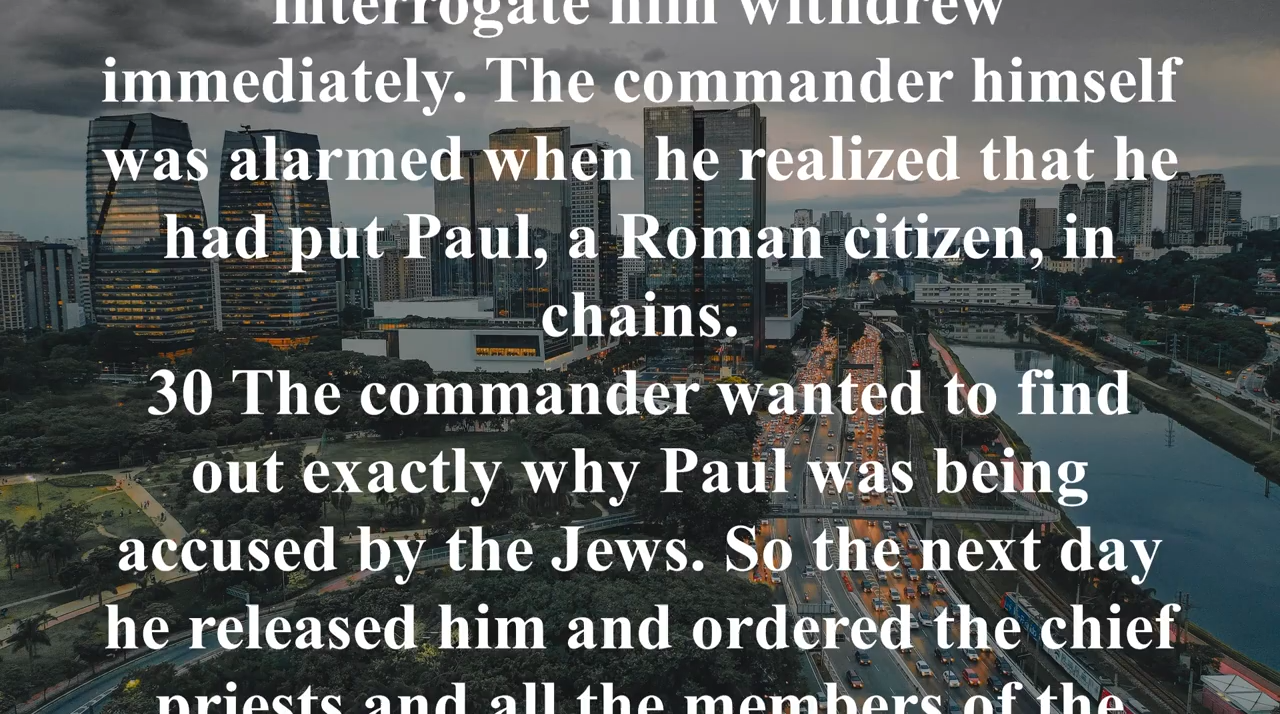 interrogate him withdrew
immediately. The commander himself
was alarmed when he realized that he
had put Paul, a Roman citizen, in
chains.
30 The commander wanted to find
out exactly why Paul was being
accused by the Jews. So the next day
he released him and ordered the chief
priests and all the members of the